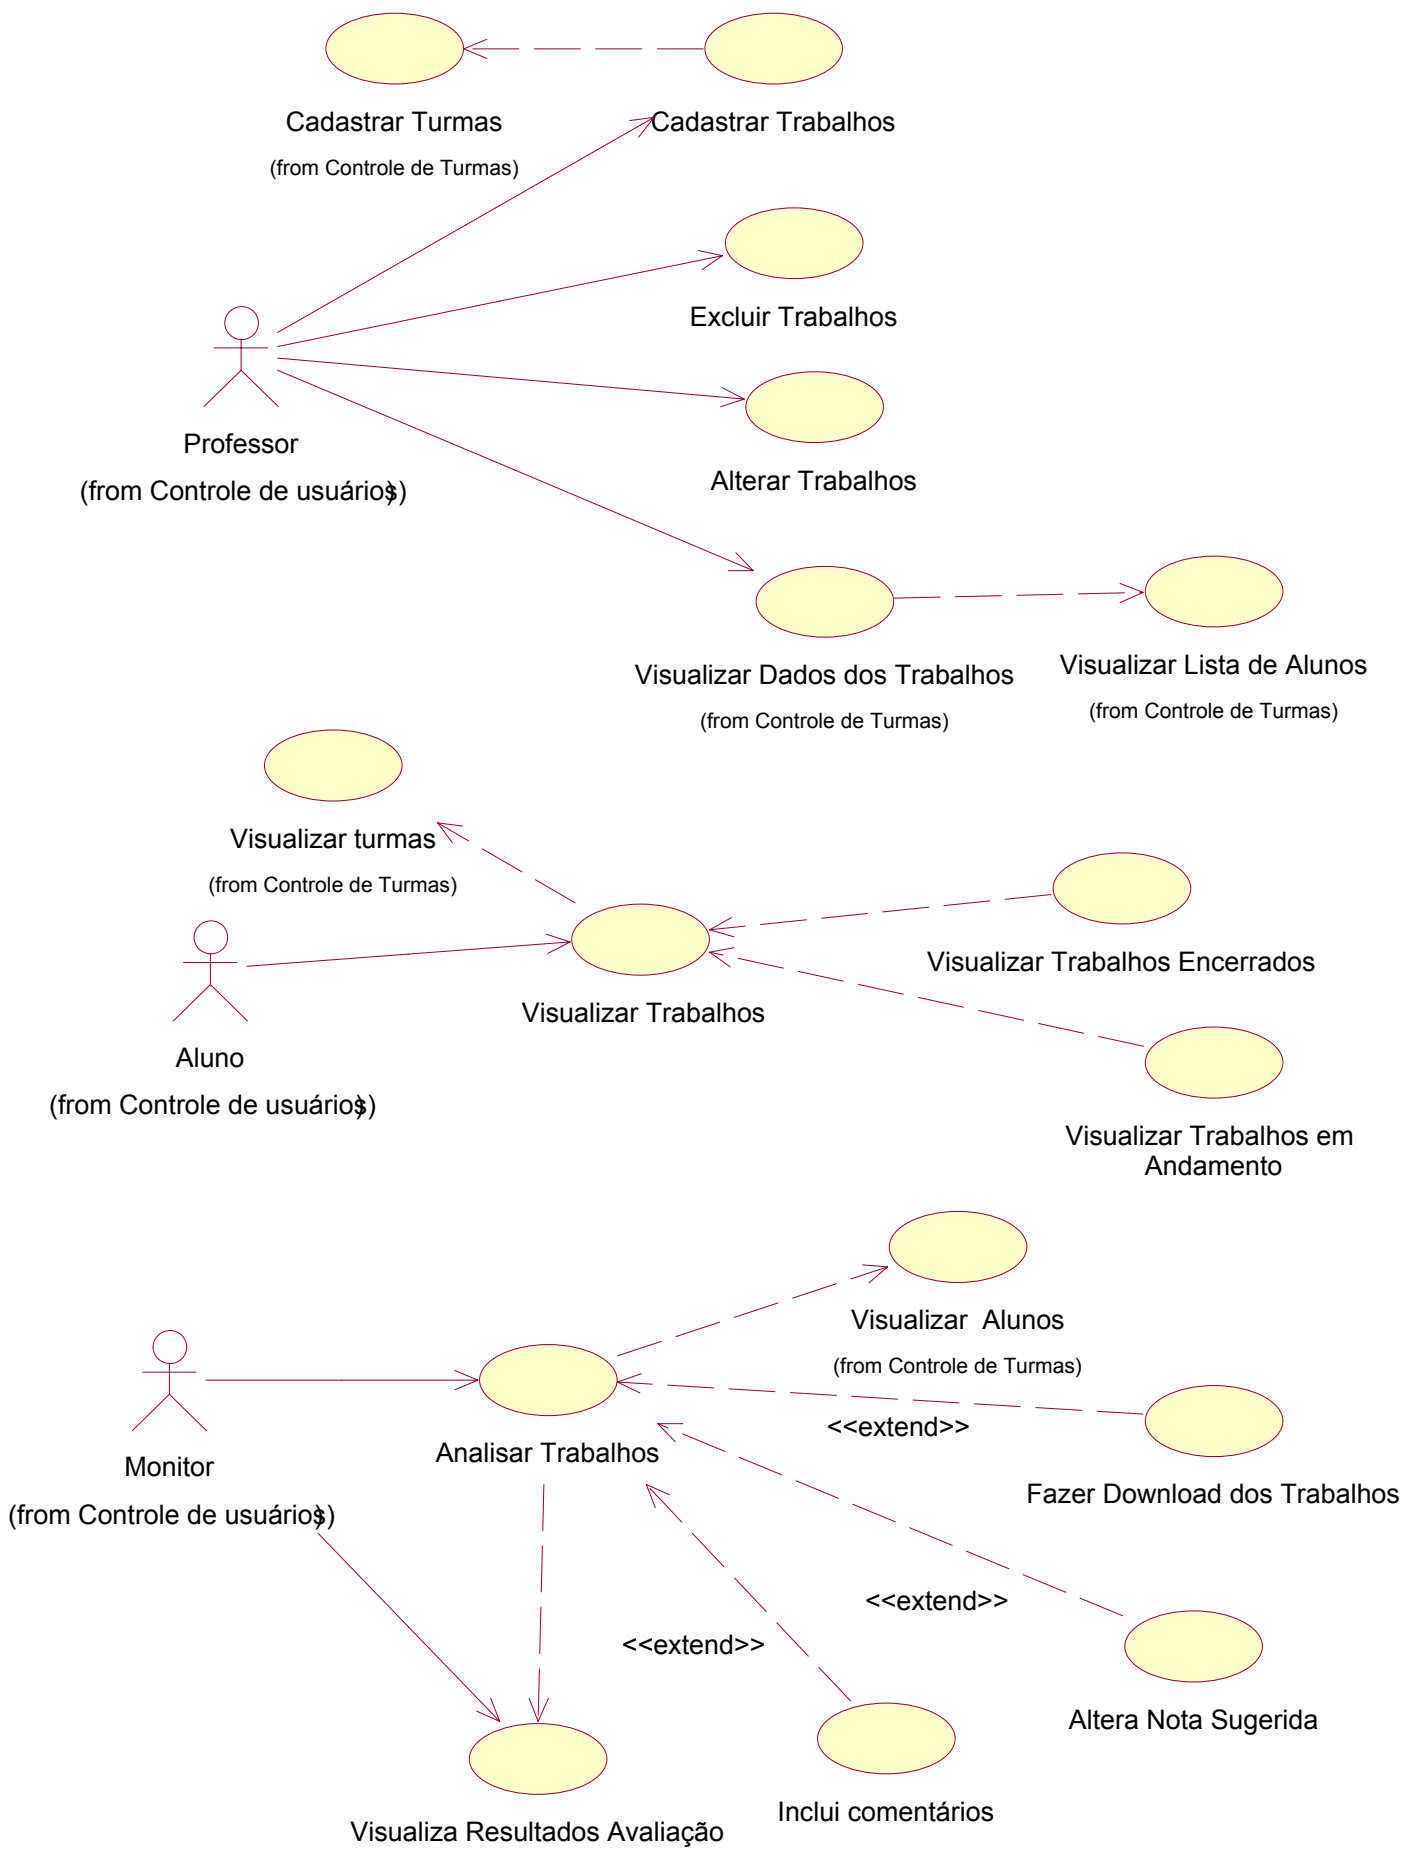 Cadastrar Turmas
(from Controle de Turmas)
Cadastrar Trabalhos
Excluir Trabalhos
Professor
(from Controle de usuários)
Alterar Trabalhos
Visualizar Dados dos Trabalhos
(from Controle de Turmas)
Visualizar Lista de Alunos
(from Controle de Turmas)
Visualizar turmas
(from Controle de Turmas)
Visualizar Trabalhos Encerrados
Visualizar Trabalhos
Aluno
(from Controle de usuários)
Visualizar Trabalhos em
Andamento
Visualizar Alunos
(from Controle de Turmas)
<<extend>>
Analisar Trabalhos
Monitor
(from Controle de usuários)
Fazer Download dos Trabalhos
<<extend>>
<<extend>>
Altera Nota Sugerida
Inclui comentários
Visualiza Resultados Avaliação